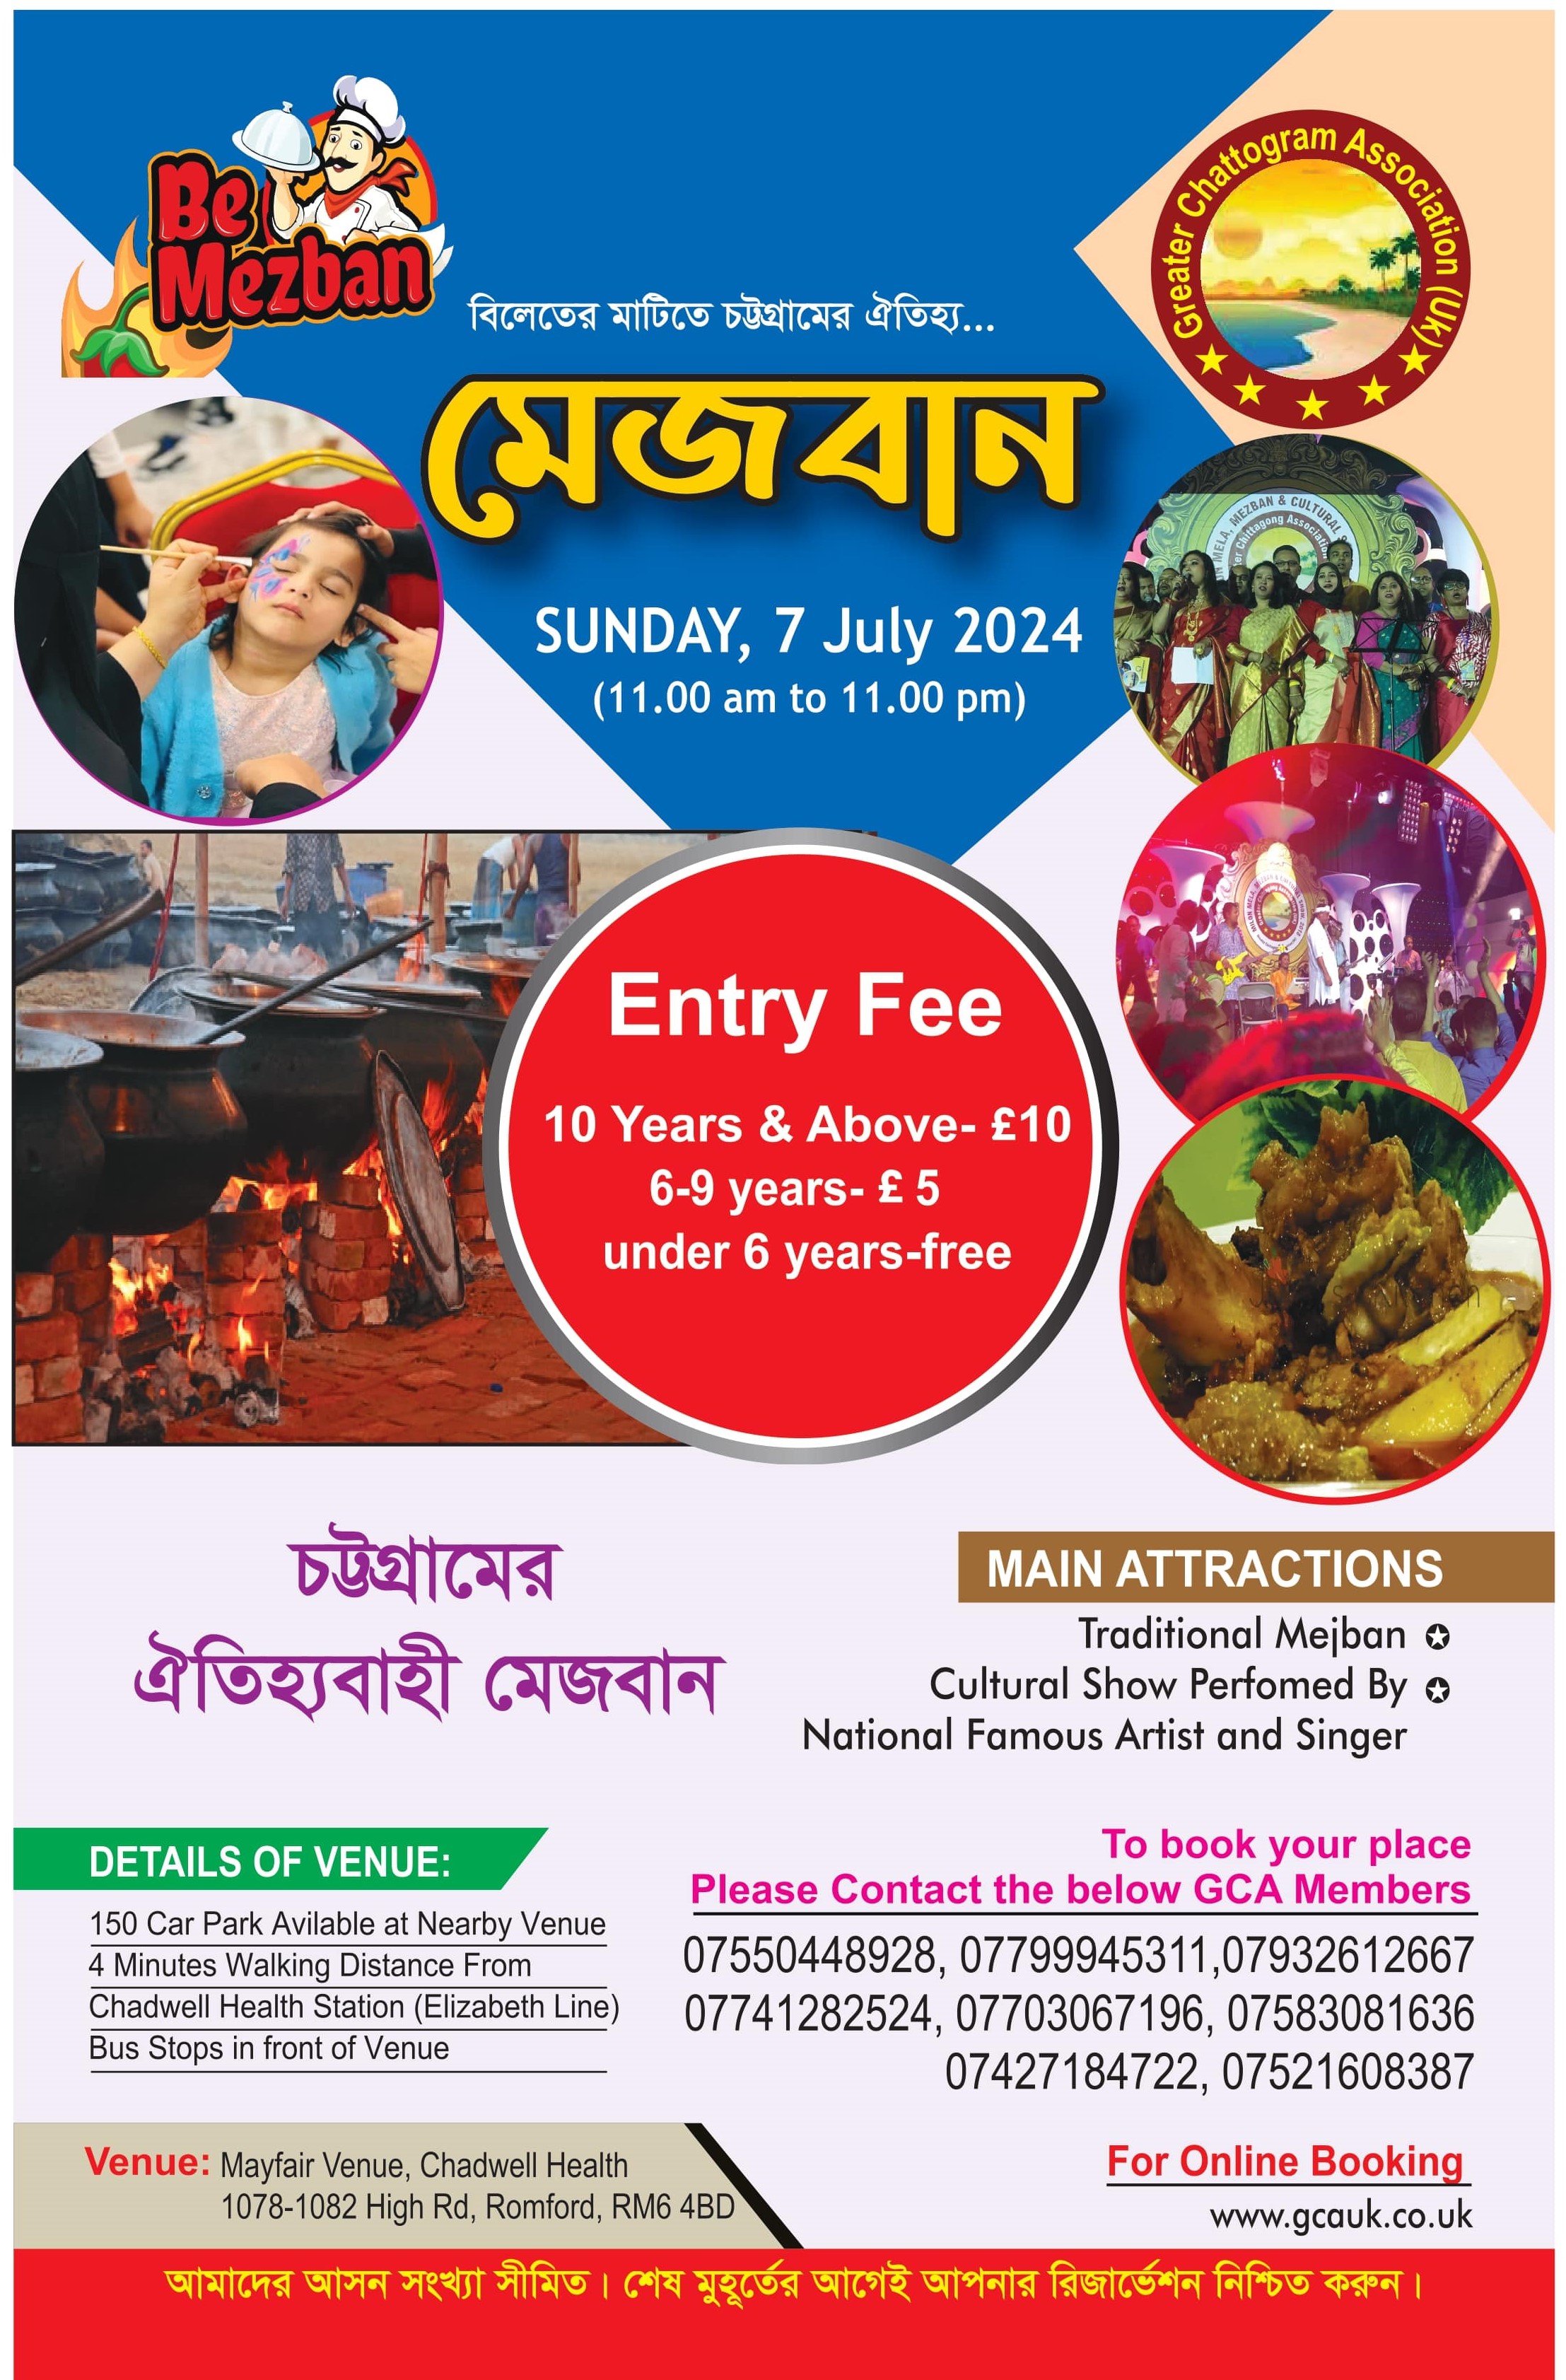 Be
Mezban
Greater Chattogram Association (Uk)
বিলেতের মাটিতে চট্টগ্রামের ঐতিহ্য...
মেজবান
SUNDAY, 7 July 2024
(11.00 am to 11.00 pm)
MELA, MEZBAN & CULTURAL
Chittagong Association
Entry Fee
10 Years & Above- £10
6-9 years- £ 5
under 6 years-free
চট্টগ্রামের
ঐতিহ্যবাহী মেজবান
MAIN ATTRACTIONS
Traditional Mejban
Cultural Show Perfomed By
National Famous Artist and Singer
DETAILS OF VENUE:
150 Car Park Avilable at Nearby Venue
4 Minutes Walking Distance From
Chadwell Health Station (Elizabeth Line)
Bus Stops in front of Venue
To book your place
Please Contact the below GCA Members
07550448928, 07799945311,07932612667
07741282524, 07703067196, 07583081636
07427184722, 07521608387
Venue: Mayfair Venue, Chadwell Health
1078-1082 High Rd, Romford, RM6 4BD
For Online Booking
www.gcauk.co.uk
আমাদের আসন সংখ্যা সীমিত। শেষ মুহূর্তের আগেই আপনার রিজার্ভেশন নিশ্চিত করুন।